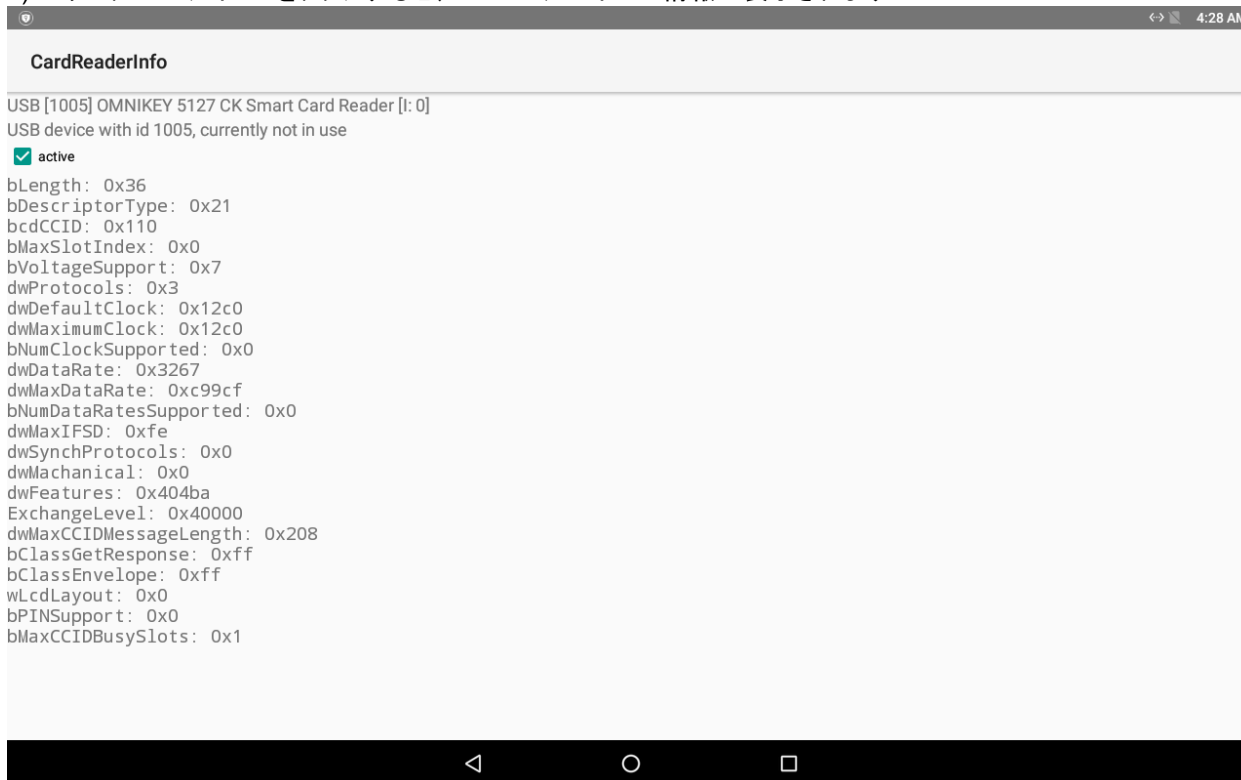 4:28 AM
CardReaderInfo
USB [1005] OMNIKEY 5127 CK Smart Card Reader [I: 0]
USB device with id 1005, currently not in use
active
bLength: 0x36
bDescriptorType: 0x21
bcdCCID: 0x110
bMaxSlotIndex: 0x0
bVoltageSupport: 0x7
dwProtocols: 0x3
dwDefaultClock: 0x12c0
dwMaximumClock: 0x12c0
bNumClockSupported: 0x0
dwDataRate: 0x3267
dwMaxDataRate: 0xc99cf
bNumDataRatesSupported: 0x0
dwMaxIFSD: 0xfe
dwSynchProtocols: 0x0
dwMachanical: 0x0
dwFeatures: 0x404ba
ExchangeLevel: 0x40000
dwMaxCCIDMessageLength: 0x208
bClassGetResponse: 0xff
bClassEnvelope: 0xff
wLcdLayout: 0x0
bPINSupport: 0x0
bMaxCCIDBusySlots: 0x1